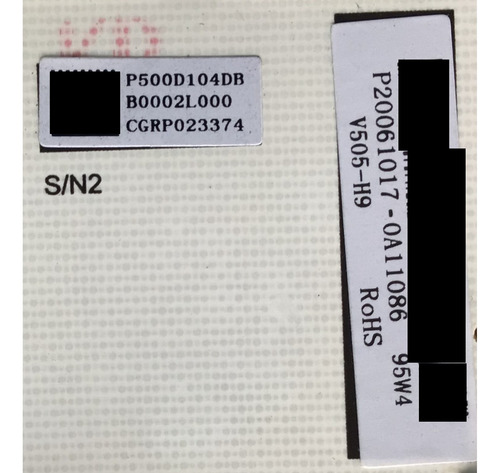 P500D104DB
B0002L000
CGRP023374
S/N2
P20061017-0A11086 95W4
V505-H9 RoHS